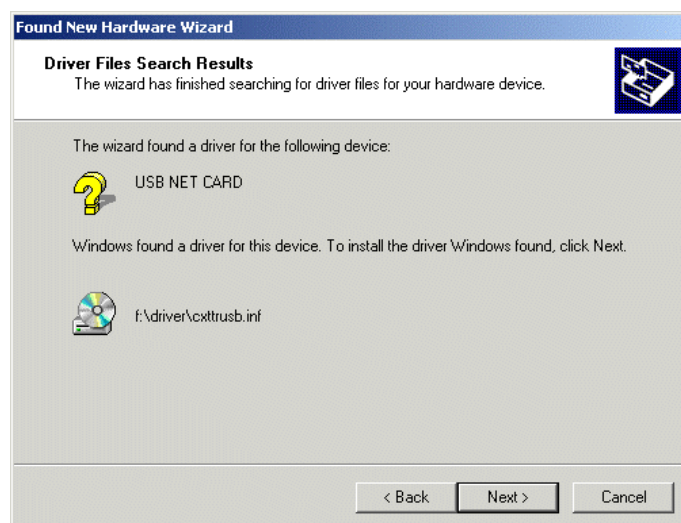 Found New Hardware Wizard
Driver Files Search Results
The wizard has finished searching for driver files for your hardware device.
The wizard found a driver for the following device:
USB NET CARD
Windows found a driver for this device. To install the driver Windows found, click Next.
f:\driver\cxttrusb.inf
< Back Next > Cancel